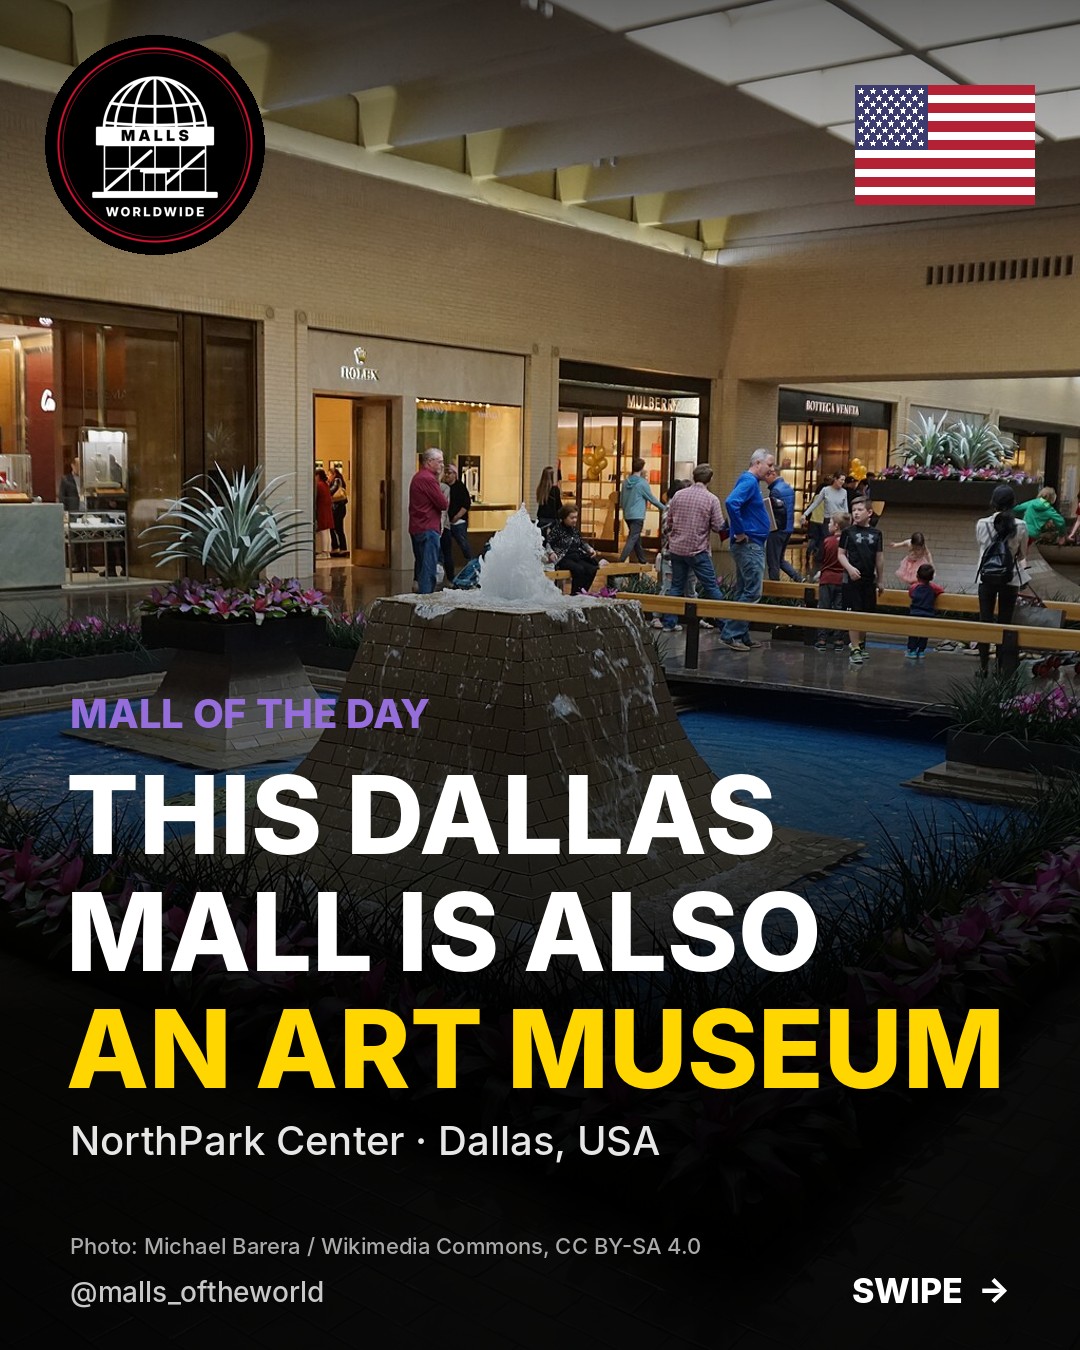 MALLS
WORLDWIDE
ROLEX
MULBERRY
BOTTEGA VENETA
MALL OF THE DAY
THIS DALLAS
MALL IS ALSO
AN ART MUSEUM
NorthPark Center · Dallas, USA
Photo: Michael Barera / Wikimedia Commons, CC BY-SA 4.0
@malls_oftheworld
SWIPE →